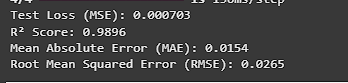 Test Loss (MSE): 0.000703
R² Score: 0.9896
Mean Absolute Error (MAE): 0.0154
Root Mean Squared Error (RMSE): 0.0265